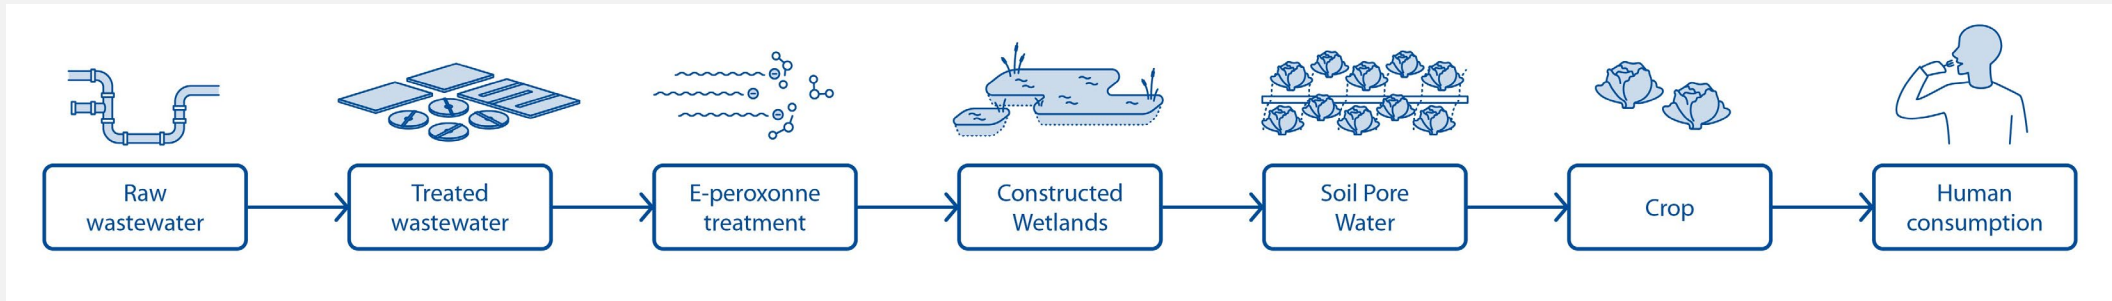 Raw
wastewater
Treated
wastewater
E-peroxonne
treatment
Constructed
Wetlands
Soil Pore
Water
Crop
Human
consumption